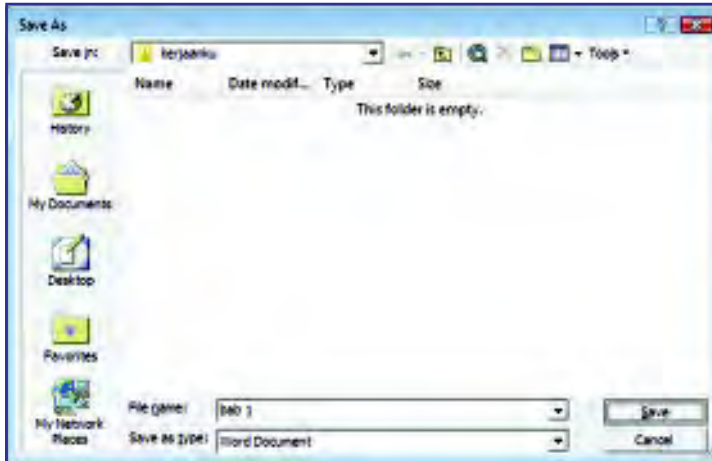 Save As
Save in: kerjaanku Tools
Name Date modif... Type Size
This folder is empty.
History
My Documents
Desktop
Favorites
My Network Places
File name: bab 1
Save as type: Word Document
Save
Cancel